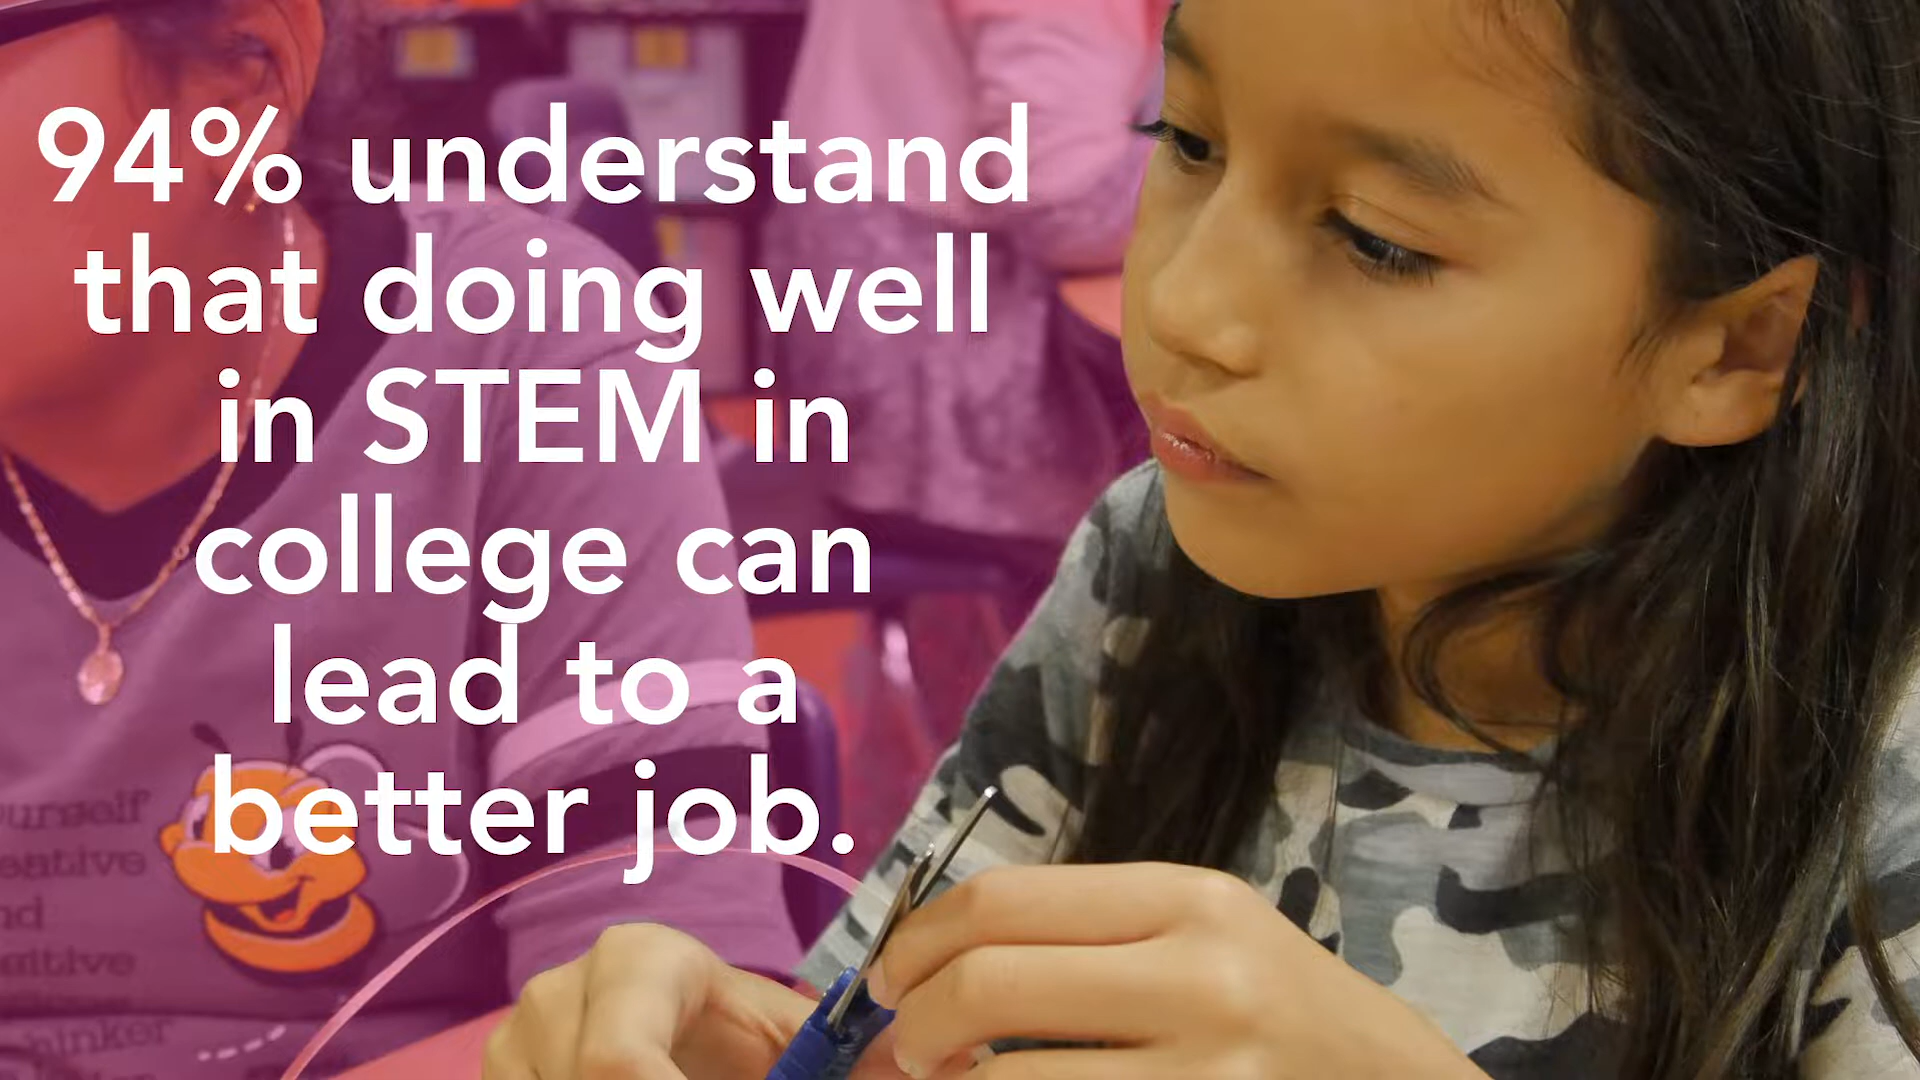 94% understand
that doing well
in STEM in
college can
lead to a
better job.